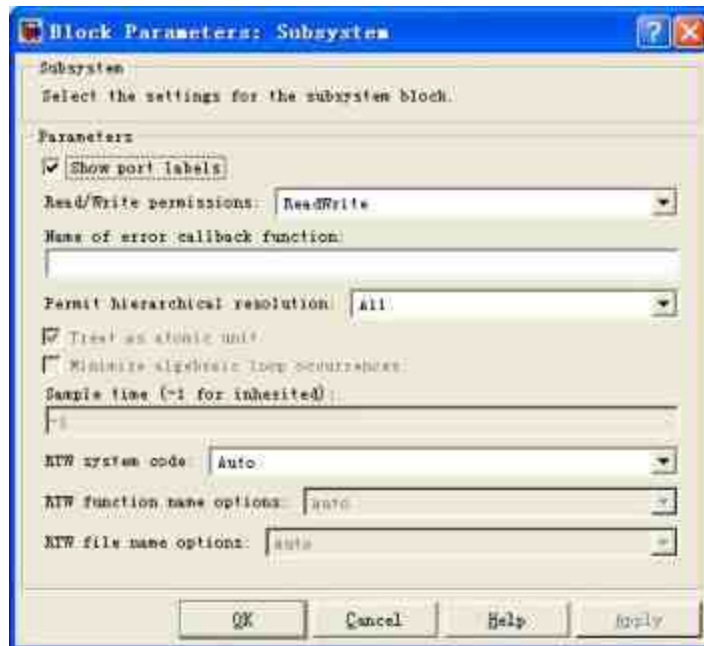 Block Parameters: Subsystem
Subsystem
Select the settings for the subsystem block.
Parameters
Show port labels
Read/Write permissions: ReadWrite
Name of error callback function:
Permit hierarchical resolution: All
Treat as atomic unit
Minimize algebraic loop occurrences
Sample time (-1 for inherited):
-1
RTW system code: Auto
RTW function name options: auto
RTW file name options: auto
OK Cancel Help Apply